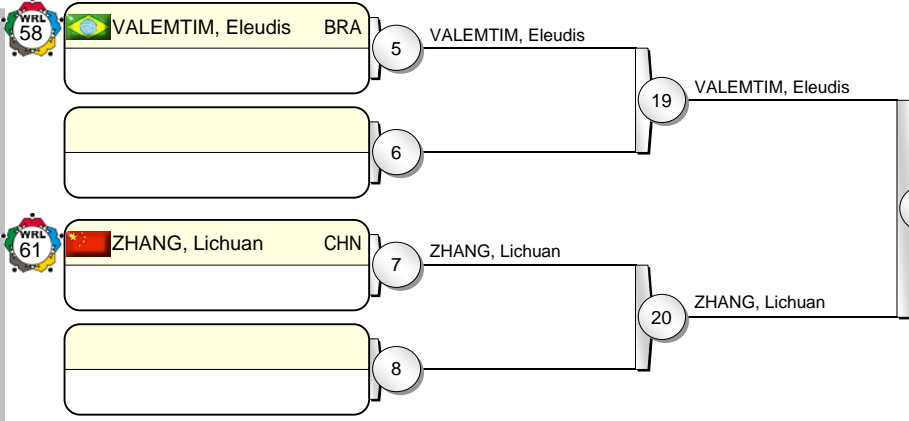 WRL
58
VALEMTIM, Eleudis BRA
5
VALEMTIM, Eleudis
19
VALEMTIM, Eleudis
6
WRL
61
ZHANG, Lichuan CHN
7
ZHANG, Lichuan
20
ZHANG, Lichuan
8